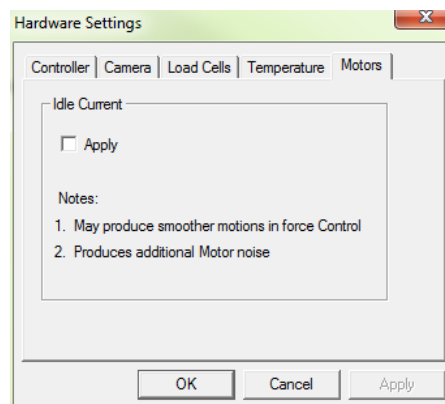 Hardware Settings
X
Controller Camera Load Cells Temperature Motors
Idle Current
Apply
Notes:
1. May produce smoother motions in force Control
2. Produces additional Motor noise
OK Cancel Apply